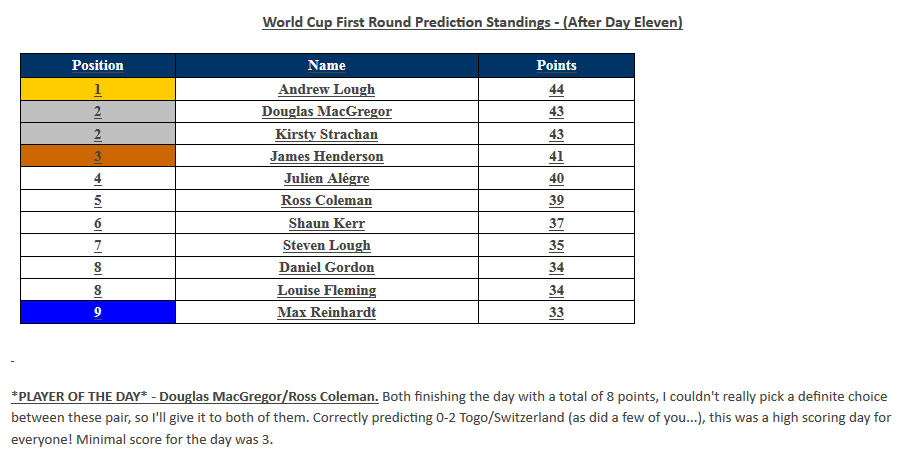 World Cup First Round Prediction Standings - (After Day Eleven)
Position Name Points
1 Andrew Lough 44
2 Douglas MacGregor 43
2 Kirsty Strachan 43
3 James Henderson 41
4 Julien Alégre 40
5 Ross Coleman 39
6 Shaun Kerr 37
7 Steven Lough 35
8 Daniel Gordon 34
8 Louise Fleming 34
9 Max Reinhardt 33
-
*PLAYER OF THE DAY* - Douglas MacGregor/Ross Coleman. Both finishing the day with a total of 8 points, I couldn't really pick a definite choice
between these pair, so I'll give it to both of them. Correctly predicting 0-2 Togo/Switzerland (as did a few of you...), this was a high scoring day for
everyone! Minimal score for the day was 3.